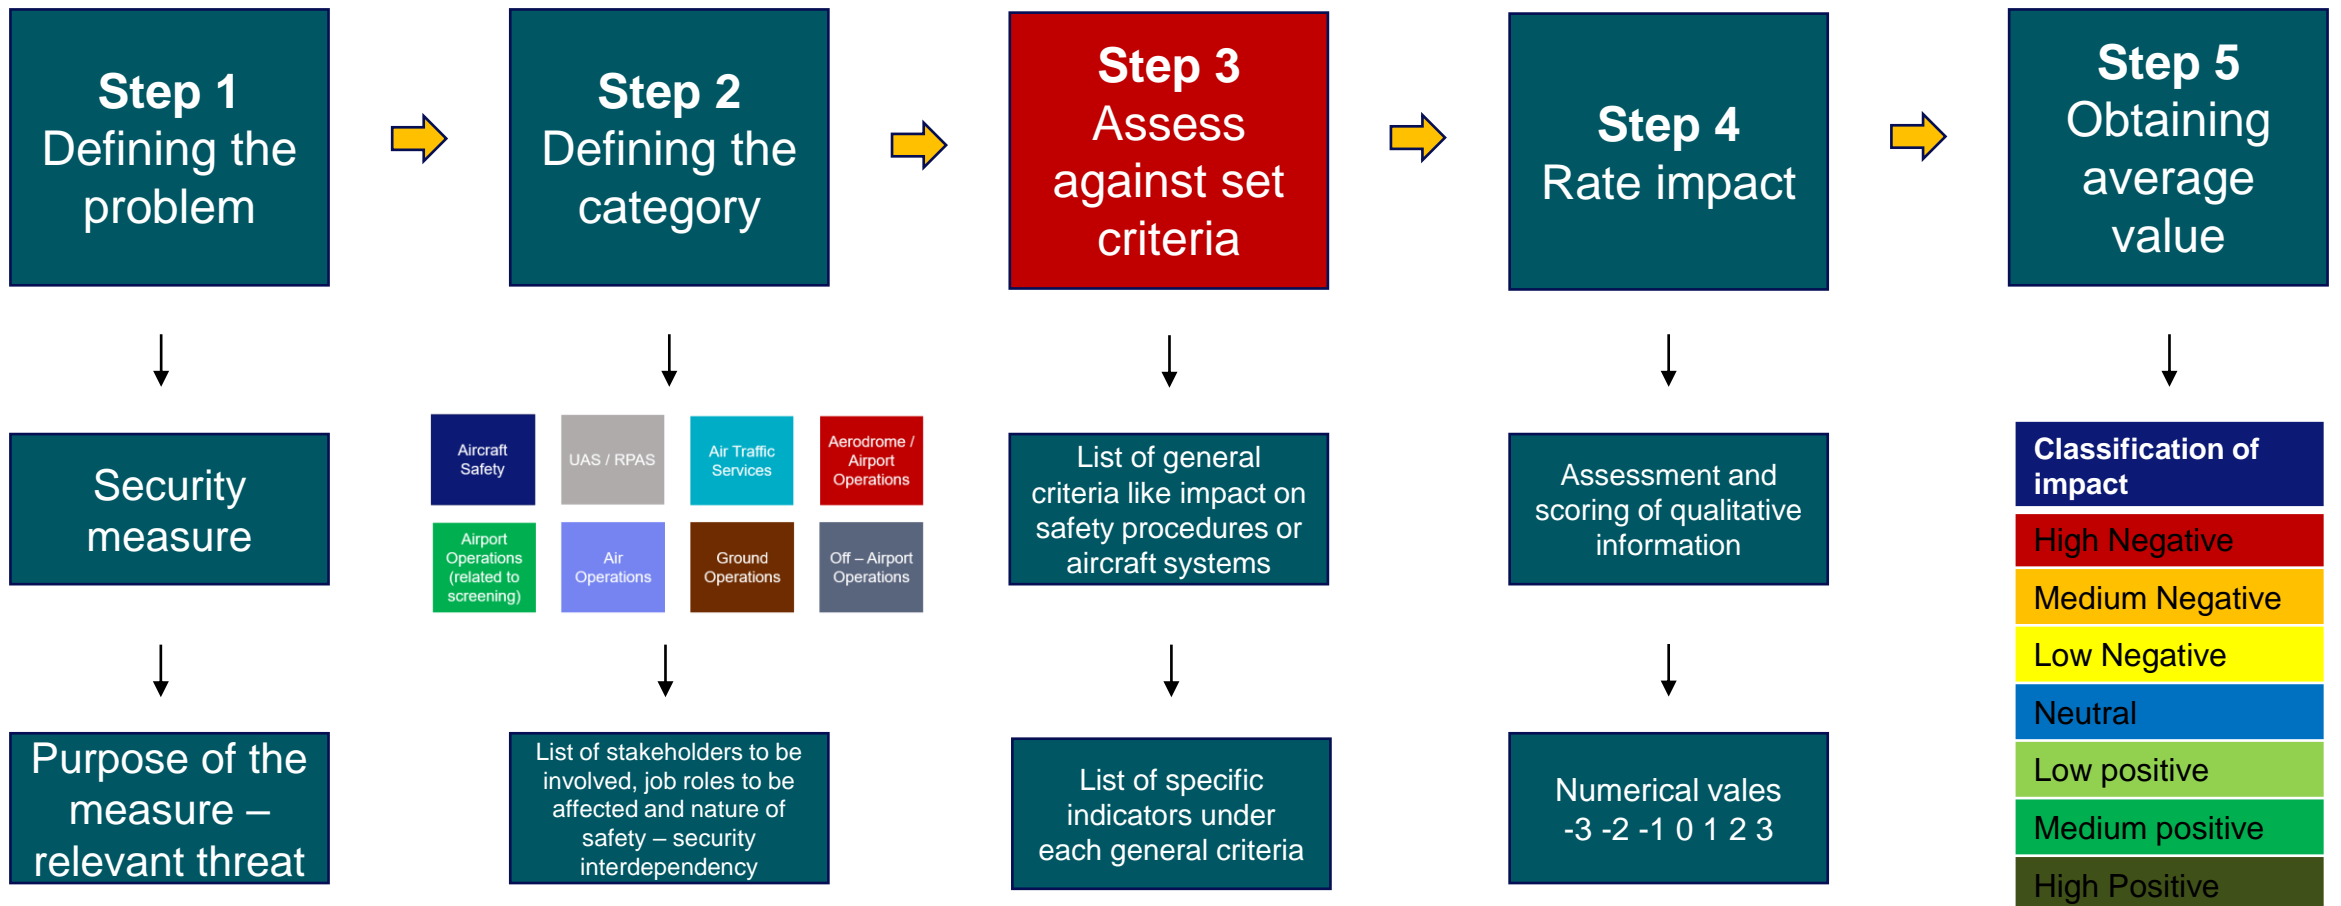 Step 1
Defining the
problem
Step 2
Defining the
category
Step 3
Assess
against set
criteria
Step 4
Rate impact
Step 5
Obtaining
average
value
Security
measure
Purpose of the
measure –
relevant threat
Aircraft
Safety
UAS / RPAS
Air Traffic
Services
Aerodrome /
Airport
Operations
Airport
Operations
(related to
screening)
Air
Operations
Ground
Operations
Off – Airport
Operations
List of stakeholders to be
involved, job roles to be
affected and nature of
safety – security
interdependency
List of general
criteria like impact on
safety procedures or
aircraft systems
List of specific
indicators under
each general criteria
Assessment and
scoring of qualitative
information
Numerical vales
-3 -2 -1 0 1 2 3
Classification of
impact
High Negative
Medium Negative
Low Negative
Neutral
Low positive
Medium positive
High Positive